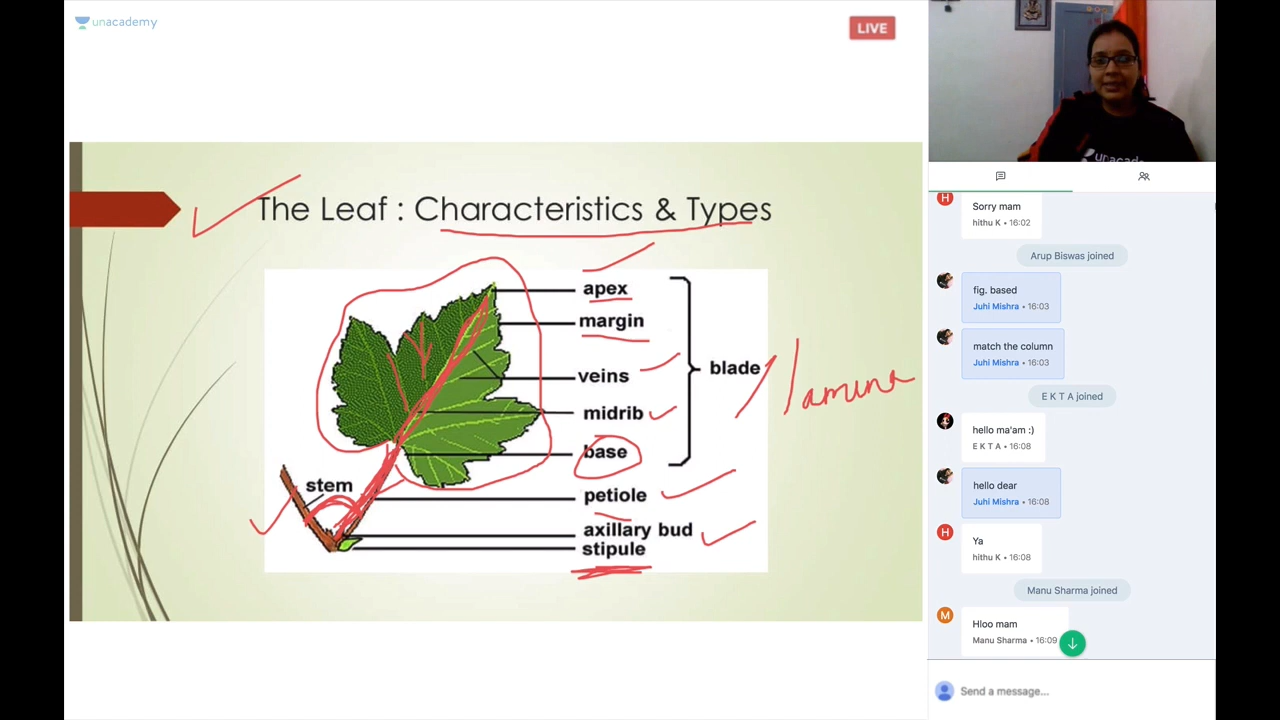 unacademy
LIVE
The Leaf : Characteristics & Types
apex
margin
veins
blade / lamina
midrib
base
stem
petiole
axillary bud
stipule
unacademy
H
Sorry mam
hithu K • 16:02
Arup Biswas joined
fig. based
Juhi Mishra • 16:03
match the column
Juhi Mishra • 16:03
E K T A joined
hello ma'am :)
E K T A • 16:08
hello dear
Juhi Mishra • 16:08
H
Ya
hithu K • 16:08
Manu Sharma joined
M
Hloo mam
Manu Sharma • 16:09
Send a message...